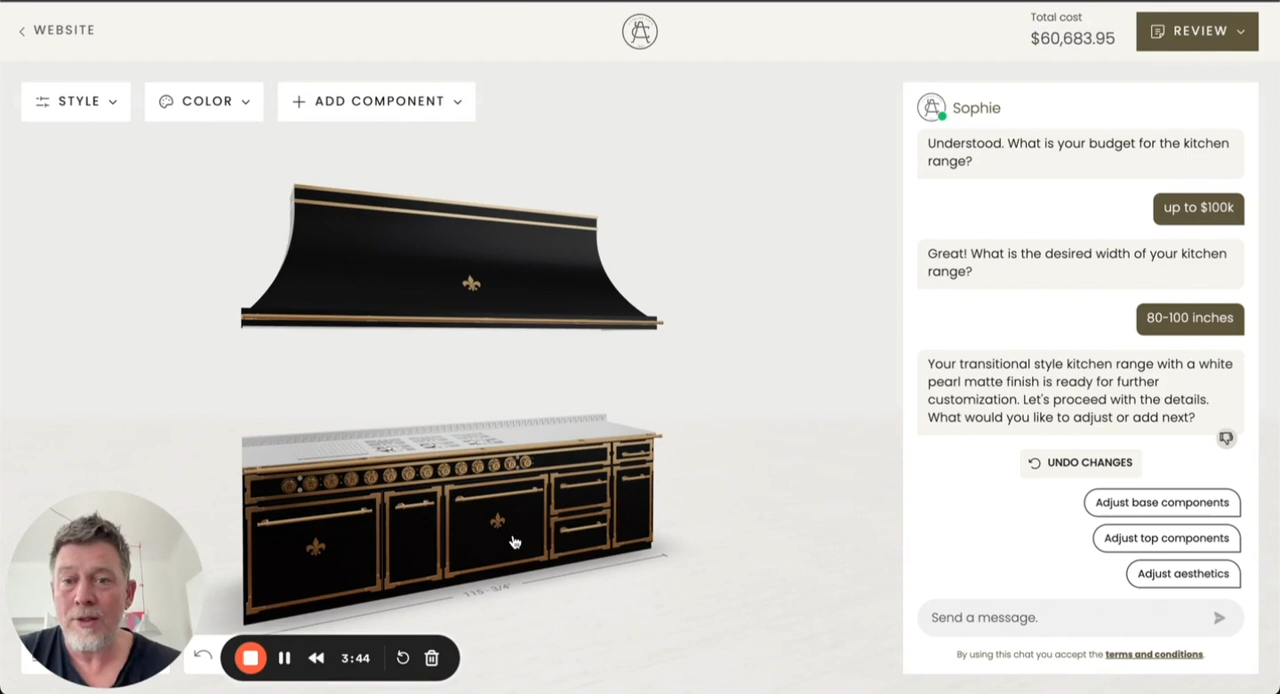 WEBSITE
Total cost
$60,683.95
REVIEW
STYLE
COLOR
ADD COMPONENT
Sophie
Understood. What is your budget for the kitchen
range?
up to $100k
Great! What is the desired width of your kitchen
range?
80-100 inches
Your transitional style kitchen range with a white
pearl matte finish is ready for further
customization. Let's proceed with the details.
What would you like to adjust or add next?
UNDO CHANGES
Adjust base components
Adjust top components
Adjust aesthetics
Send a message.
By using this chat you accept the terms and conditions.
115-3/4"
3:44